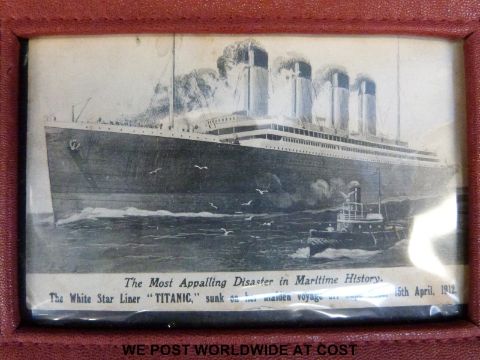 The Most Appalling Disaster in Maritime History.
The White Star Liner "TITANIC," sunk on her maiden voyage off 15th April, 1912
WE POST WORLDWIDE AT COST